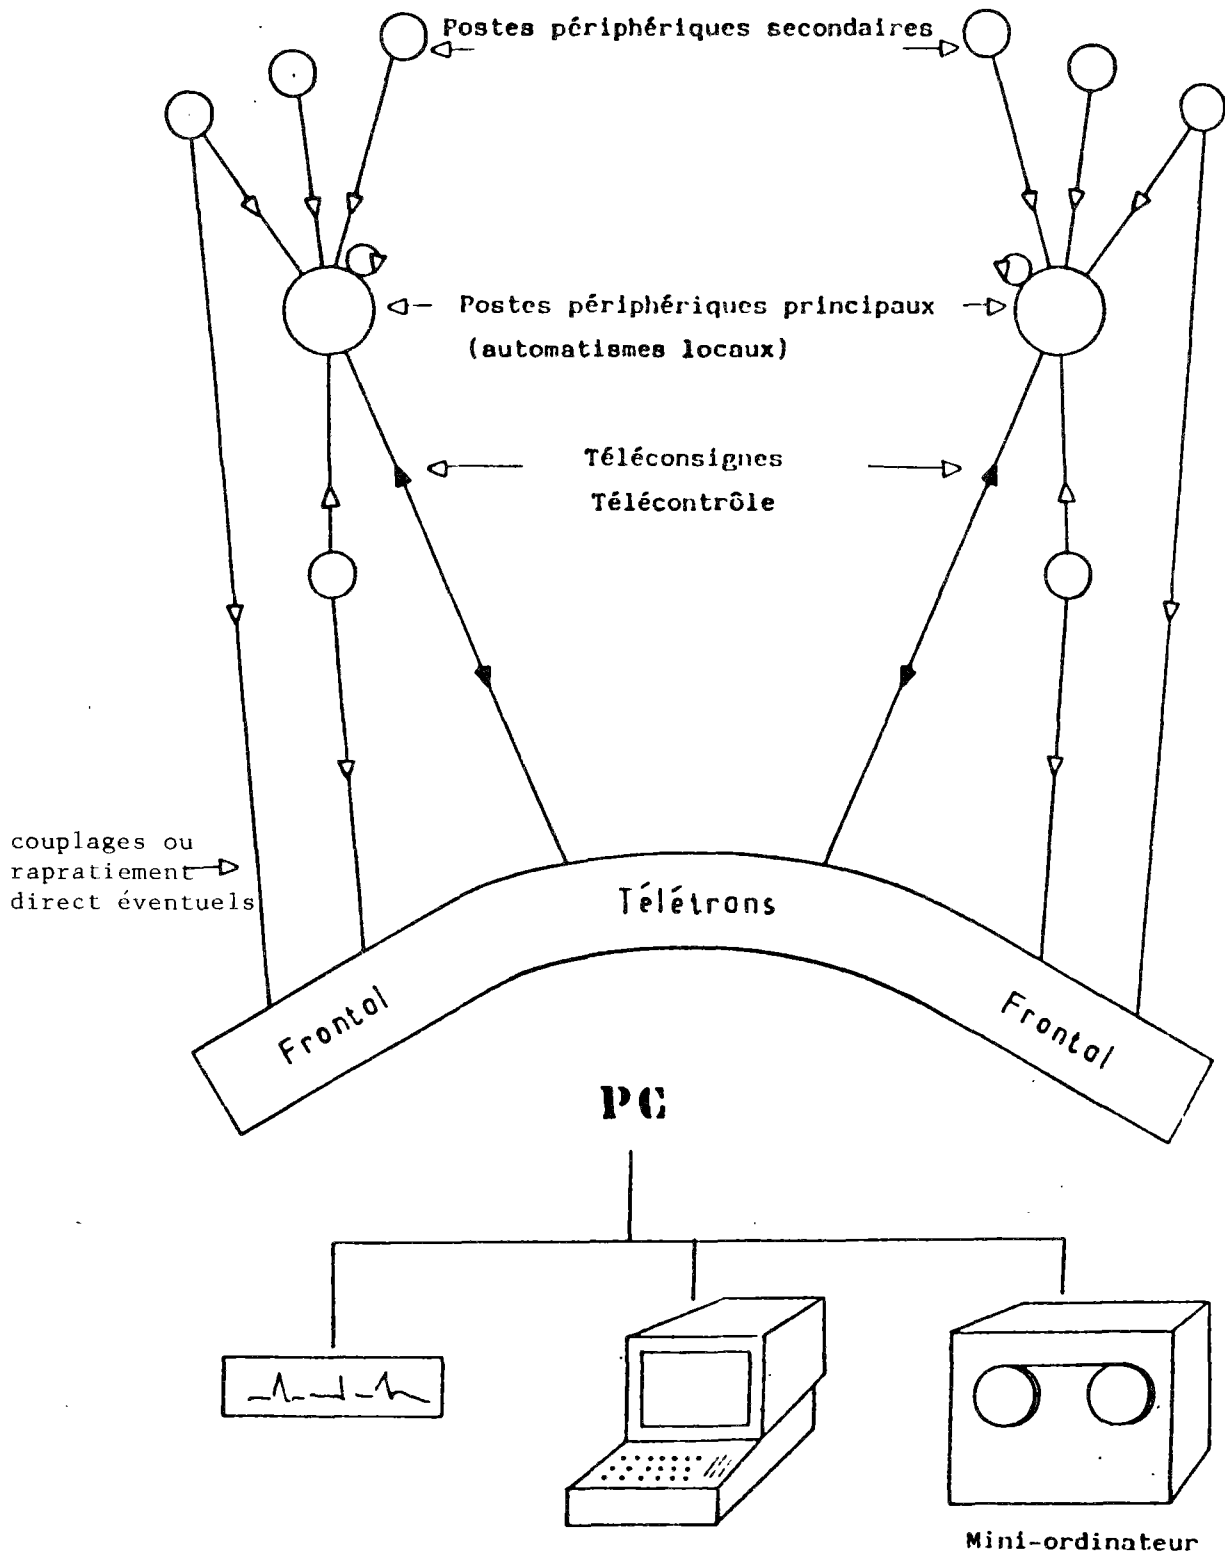 Postes périphériques secondaires
Postes périphériques principaux
(automatismes locaux)
Téléconsignes
Télécontrôle
couplages ou
rapratiement
direct éventuels
Télétrans
Frontal
Frontal
PC
Mini-ordinateur